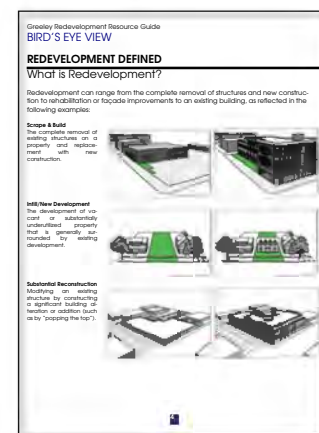 Greeley Redevelopment Resource Guide
BIRD'S EYE VIEW
REDEVELOPMENT DEFINED
What is Redevelopment?
Redevelopment can range from the complete removal of structures and new construc-
tion to rehabilitation or façade improvements to an existing building, as reflected in the
following examples:
Scrape & Build
The complete removal of
existing structures on a
property and replace-
ment with new
construction.
Infill/New Development
The development of va-
cant or substantially
underutilized property
that is generally sur-
rounded by existing
development.
Substantial Reconstruction
Modifying an existing
structure by constructing
a significant building al-
teration or addition (such
as by "popping the top").